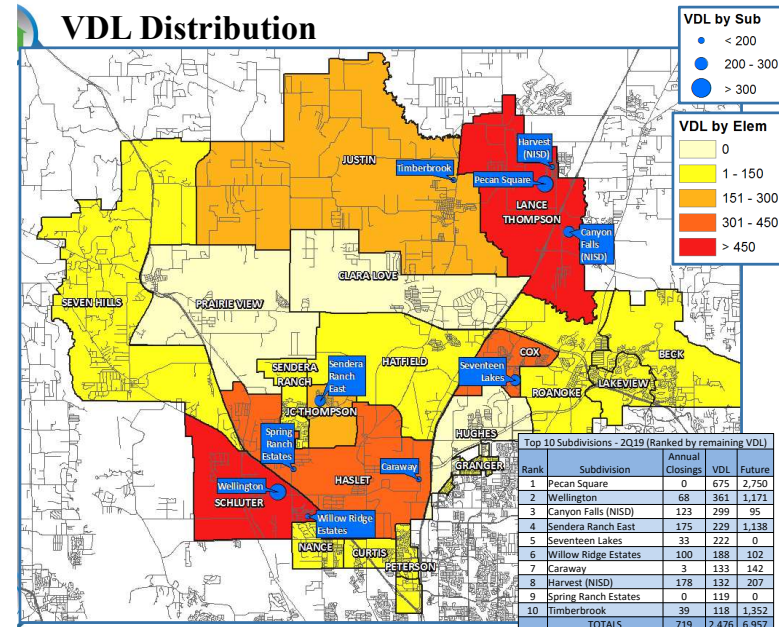 VDL Distribution
VDL by Sub
< 200
200 - 300
> 300
VDL by Elem
0
1 - 150
151 - 300
301 - 450
> 450
JUSTIN
Timberbrook
Harvest
(NISD)
Pecan Square
LANCE
THOMPSON
Canyon
Falls
(NISD)
CLARA LOVE
SEVEN HILLS
PRAIRIE VIEW
SENDERA
RANCH
Sendera
Ranch
East
HATFIELD
Seventeen
Lakes
COX
BECK
LAKEVIEW
ROANOKE
JC THOMPSON
Spring
Ranch
Estates
HUGHES
GRANGER
HASLET
Caraway
Wellington
SCHLUTER
Willow Ridge
Estates
NANCE
CURTIS
PETERSON
Top 10 Subdivisions - 2Q19 (Ranked by remaining VDL)
Rank Subdivision Annual Closings VDL Future
1 Pecan Square 0 675 2,750
2 Wellington 68 361 1,171
3 Canyon Falls (NISD) 123 299 95
4 Sendera Ranch East 175 229 1,138
5 Seventeen Lakes 33 222 0
6 Willow Ridge Estates 100 188 102
7 Caraway 3 133 142
8 Harvest (NISD) 178 132 207
9 Spring Ranch Estates 0 119 0
10 Timberbrook 39 118 1,352
TOTALS 719 2,476 6,957